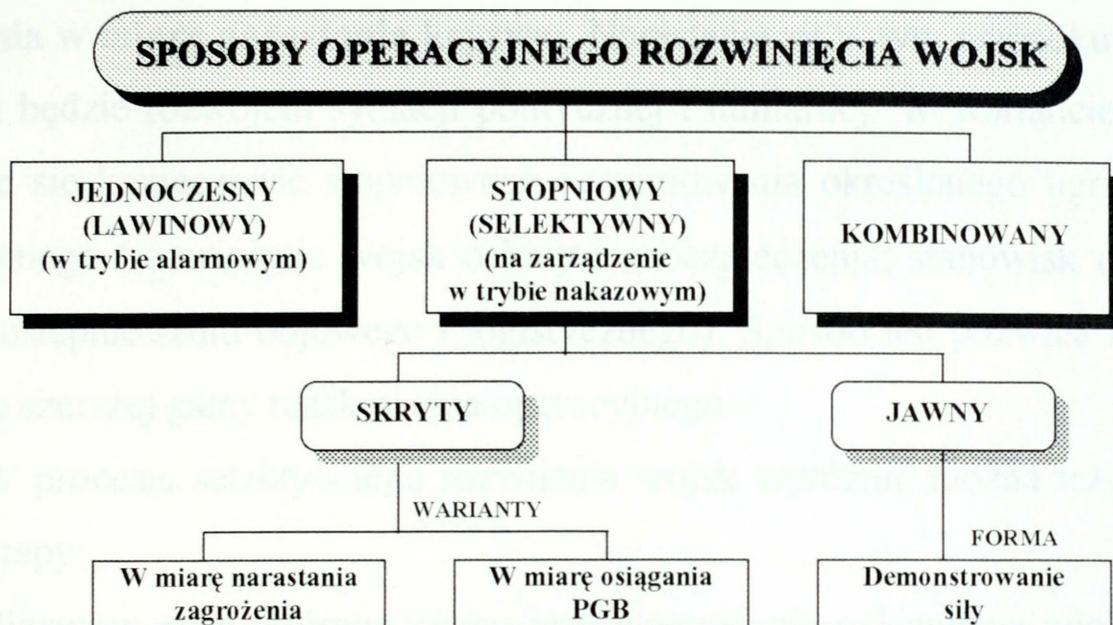 SPOSOBY OPERACYJNEGO ROZWINIĘCIA WOJSK
JEDNOCZESNY
(LAWINOWY)
(w trybie alarmowym)
STOPNIOWY
(SELEKTYWNY)
(na zarządzenie
w trybie nakazowym)
KOMBINOWANY
SKRYTY
JAWNY
WARIANTY
FORMA
W miarę narastania
zagrożenia
W miarę osiągania
PGB
Demonstrowanie
siły